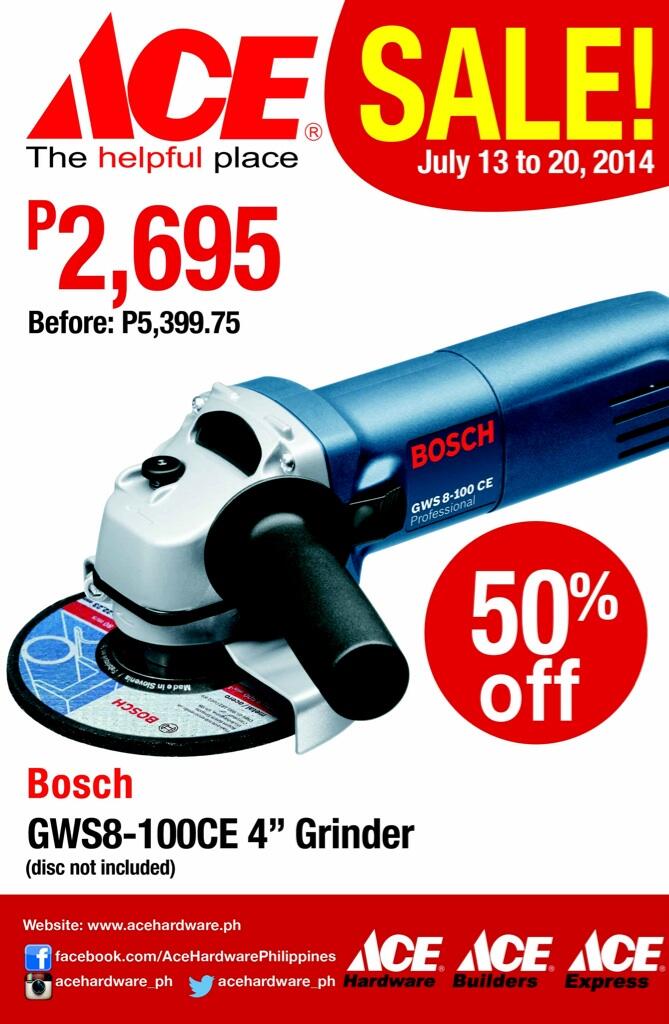 ACE®
The helpful place
SALE!
July 13 to 20, 2014
P2,695
Before: P5,399.75
BOSCH
GWS 8-100 CE
Professional
50% off
Made in Slovenia
BOSCH
Bosch
GWS8-100CE 4” Grinder
(disc not included)
Website: www.acehardware.ph
facebook.com/AceHardwarePhilippines
acehardware_ph
acehardware_ph
ACE® Hardware
ACE® Builders
ACE® Express